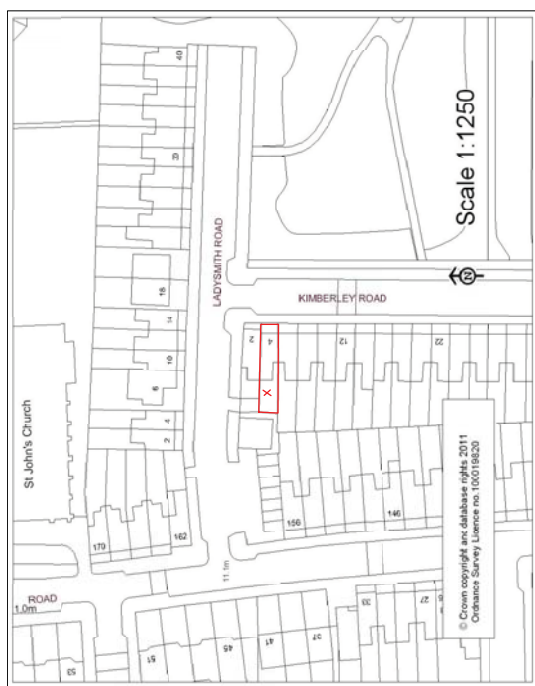 40
39
Scale 1:1250
LADYSMITH ROAD
N
18
KIMBERLEY ROAD
14
2
4
12
22
10
X
6
St John's Church
4
2
© Crown copyright and database rights 2011
Ordnance Survey Licence no.100019820
156
146
162
170
11.1m
ROAD
1.0m
33
27
37
41
45
51
53